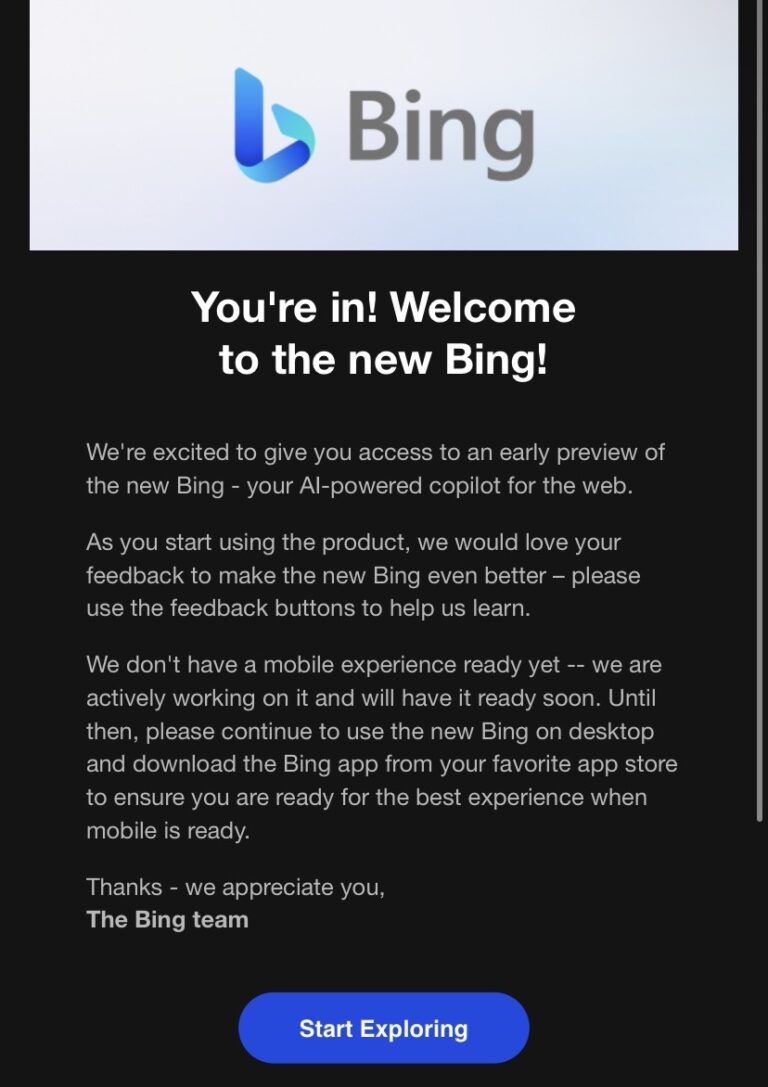 Bing
You're in! Welcome
to the new Bing!
We're excited to give you access to an early preview of
the new Bing - your AI-powered copilot for the web.
As you start using the product, we would love your
feedback to make the new Bing even better – please
use the feedback buttons to help us learn.
We don't have a mobile experience ready yet -- we are
actively working on it and will have it ready soon. Until
then, please continue to use the new Bing on desktop
and download the Bing app from your favorite app store
to ensure you are ready for the best experience when
mobile is ready.
Thanks - we appreciate you,
The Bing team
Start Exploring